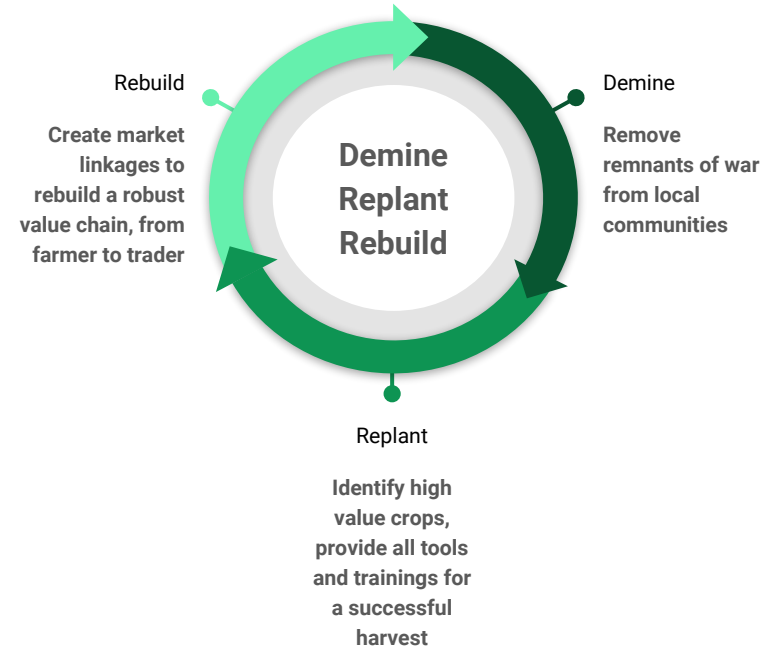 Demine
Replant
Rebuild
Demine
Remove
remnants of war
from local
communities
Replant
Identify high
value crops,
provide all tools
and trainings for
a successful
harvest
Rebuild
Create market
linkages to
rebuild a robust
value chain, from
farmer to trader